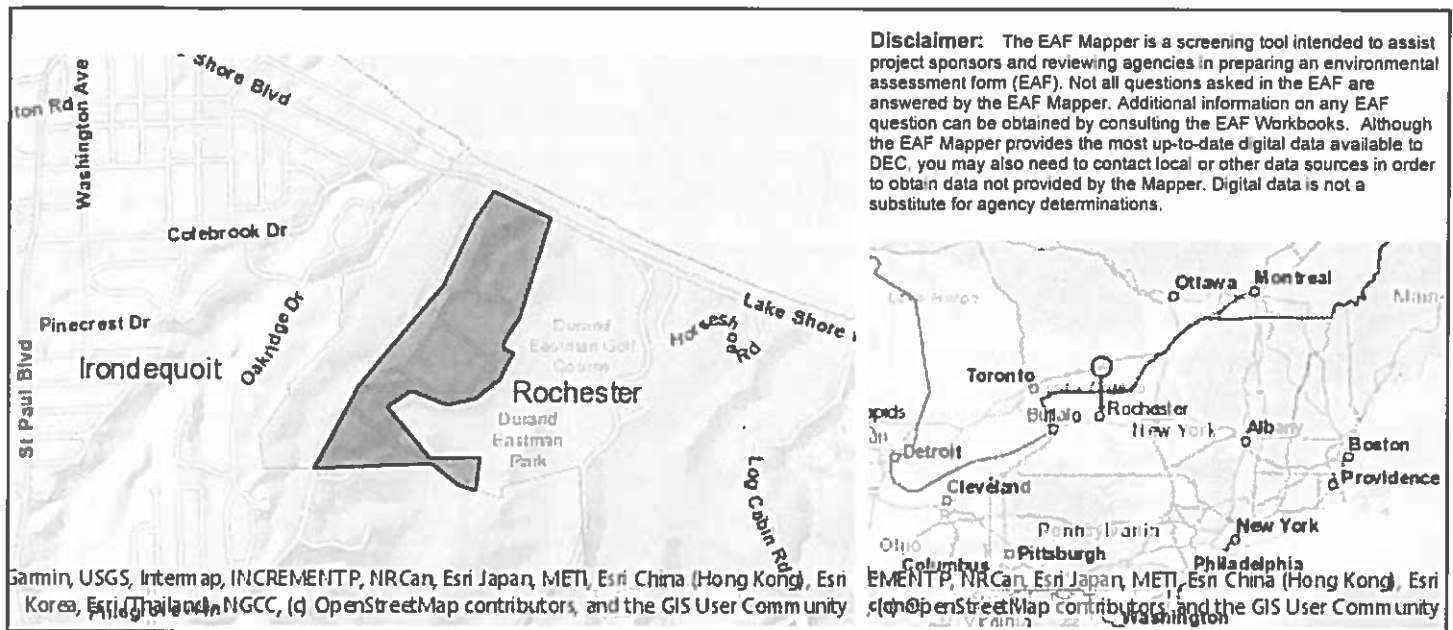 Disclaimer: The EAF Mapper is a screening tool intended to assist
project sponsors and reviewing agencies in preparing an environmental
assessment form (EAF). Not all questions asked in the EAF are
answered by the EAF Mapper. Additional information on any EAF
question can be obtained by consulting the EAF Workbooks. Although
the EAF Mapper provides the most up-to-date digital data available to
DEC, you may also need to contact local or other data sources in order
to obtain data not provided by the Mapper. Digital data is not a
substitute for agency determinations.
Shore Blvd
ton Rd
Washington Ave
Colebrook Dr
Pinecrest Dr
Oakridge Dr
Irondequoit
St Paul Blvd
Durand
Eastman Golf
Course
Rochester
Durand
Eastman
Park
Lake Shore
Rd
Log Cabin Rd
Garmin, USGS, Intermap, INCREMENT P, NRCan, Esri Japan, METI, Esri China (Hong Kong), Esri
Korea, Esri (Thailand), NGCC, (c) OpenStreetMap contributors, and the GIS User Community
Ottawa
Montreal
Toronto
Buffalo
Rochester
New York
Albany
Boston
Providence
apids
Detroit
Cleveland
New York
Pennsylvania
Pittsburgh
Philadelphia
Ohio
Columbus
EMENT P, NRCan, Esri Japan, METI, Esri China (Hong Kong), Esri
OpenStreetMap contributors, and the GIS User Community
Virginia
Washington